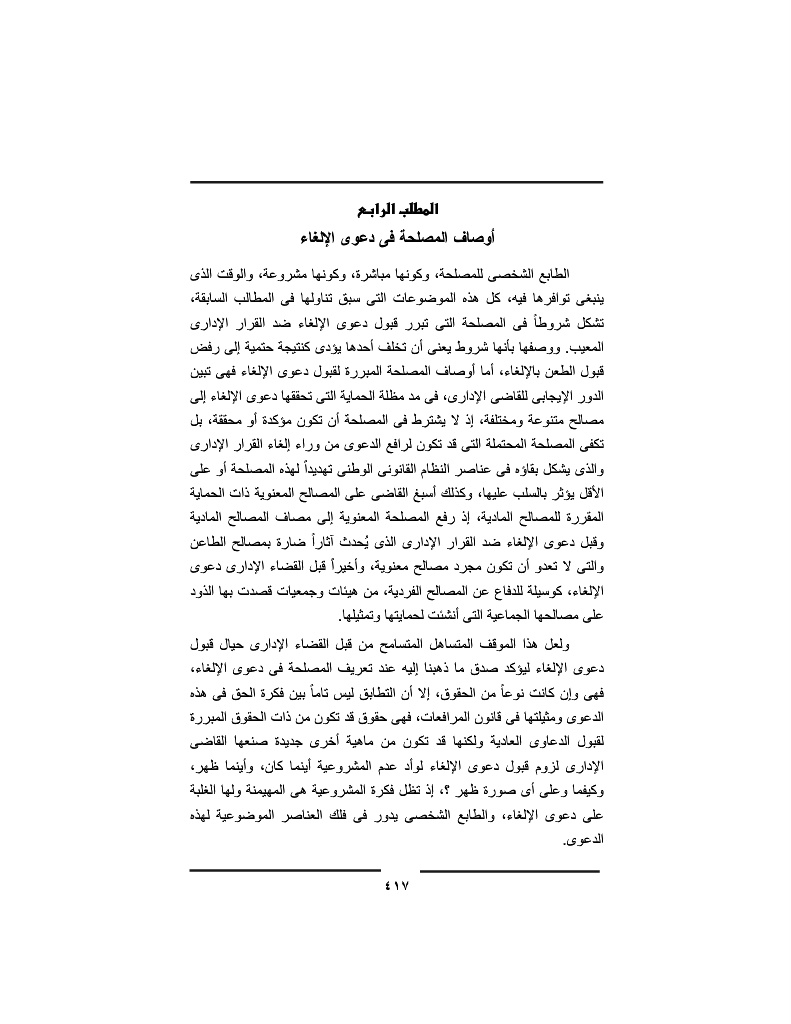 المطلب الرابع
أوصاف المصلحة فى دعوى الإلغاء
الطابع الشخصى للمصلحة، وكونها مباشرة، وكونها مشروعة، والوقت الذى
ينبغى توافرها فيه، كل هذه الموضوعات التى سبق تناولها فى المطالب السابقة،
تشكل شروطاً فى المصلحة التى تبرر قبول دعوى الإلغاء ضد القرار الإدارى
المعيب. ووصفها بأنها شروط يعنى أن تخلف أحدها يؤدى كنتيجة حتمية إلى رفض
قبول الطعن بالإلغاء، أما أوصاف المصلحة المبررة لقبول دعوى الإلغاء فهى تبين
الدور الإيجابى للقاضى الإدارى، فى مد مظلة الحماية التى تحققها دعوى الإلغاء إلى
مصالح متنوعة ومختلفة، إذ لا يشترط فى المصلحة أن تكون مؤكدة أو محققة، بل
تكفى المصلحة المحتملة التى قد تكون لرافع الدعوى من وراء إلغاء القرار الإدارى
والذى يشكل بقاؤه فى عناصر النظام القانونى الوطنى تهديداً لهذه المصلحة أو على
الأقل يؤثر بالسلب عليها، وكذلك أسبغ القاضى على المصالح المعنوية ذات الحماية
المقررة للمصالح المادية، إذ رفع المصلحة المعنوية إلى مصاف المصالح المادية
وقبل دعوى الإلغاء ضد القرار الإدارى الذى يُحدث آثاراً ضارة بمصالح الطاعن
والتى لا تعدو أن تكون مجرد مصالح معنوية، وأخيراً قبل القضاء الإدارى دعوى
الإلغاء، كوسيلة للدفاع عن المصالح الفردية، من هيئات وجمعيات قصدت بها الذود
على مصالحها الجماعية التى أنشئت لحمايتها وتمثيلها.
ولعل هذا الموقف المتساهل المتسامح من قبل القضاء الإدارى حيال قبول
دعوى الإلغاء ليؤكد صدق ما ذهبنا إليه عند تعريف المصلحة فى دعوى الإلغاء،
فهى وإن كانت نوعاً من الحقوق، إلا أن التطابق ليس تاماً بين فكرة الحق فى هذه
الدعوى ومثيلتها فى قانون المرافعات، فهى حقوق قد تكون من ذات الحقوق المبررة
لقبول الدعاوى العادية ولكنها قد تكون من ماهية أخرى جديدة صنعها القاضى
الإدارى لزوم قبول دعوى الإلغاء لوأد عدم المشروعية أينما كان، وأينما ظهر،
وكيفما وعلى أى صورة ظهر ؟، إذ تظل فكرة المشروعية هى المهيمنة ولها الغلبة
على دعوى الإلغاء، والطابع الشخصى يدور فى فلك العناصر الموضوعية لهذه
الدعوى.
٤١٧